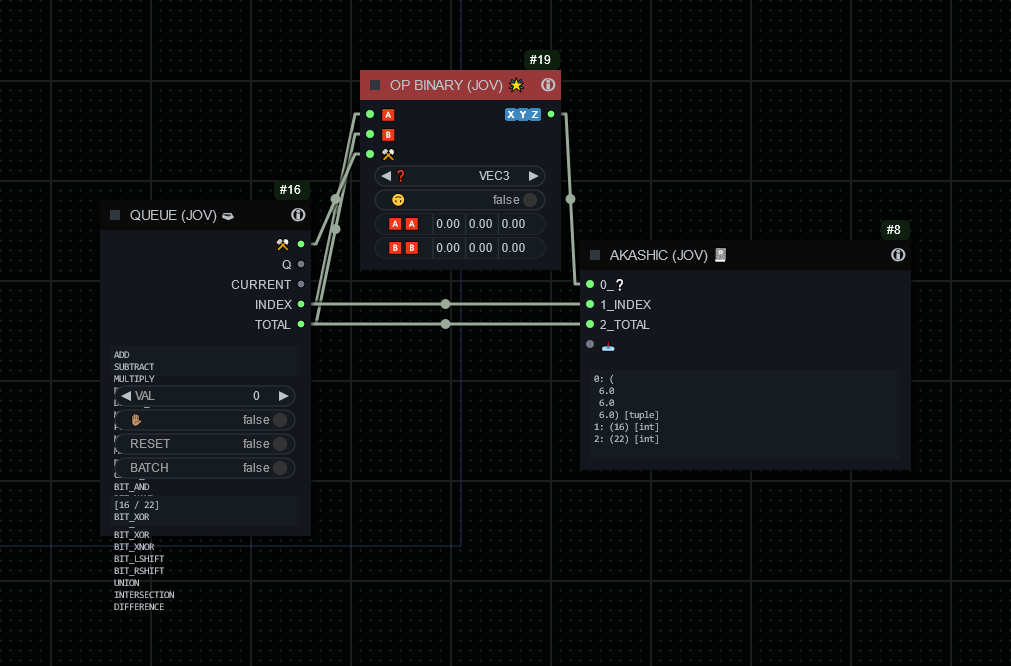 #19
OP BINARY (JOV)
A
X Y Z
B
VEC3
false
A A 0.00 0.00 0.00
B B 0.00 0.00 0.00
#16
QUEUE (JOV)
Q
CURRENT
INDEX
TOTAL
ADD
SUBTRACT
MULTIPLY
VAL 0
false
RESET false
BATCH false
BIT_AND
[16 / 22]
BIT_XOR
BIT_XOR
BIT_XNOR
BIT_LSHIFT
BIT_RSHIFT
UNION
INTERSECTION
DIFFERENCE
#8
AKASHIC (JOV)
0_?
1_INDEX
2_TOTAL
0: (
6.0
6.0
6.0) [tuple]
1: (16) [int]
2: (22) [int]